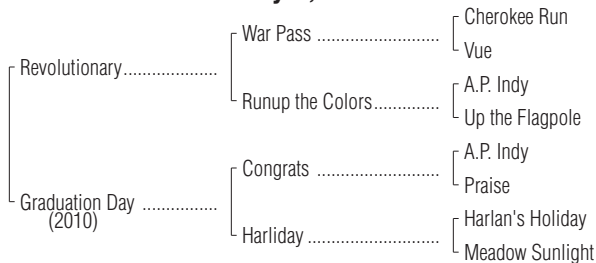 Cherokee Run
War Pass
Vue
Revolutionary
A.P. Indy
Runup the Colors
Up the Flagpole
A.P. Indy
Congrats
Praise
Graduation Day
(2010)
Harlan's Holiday
Harliday
Meadow Sunlight